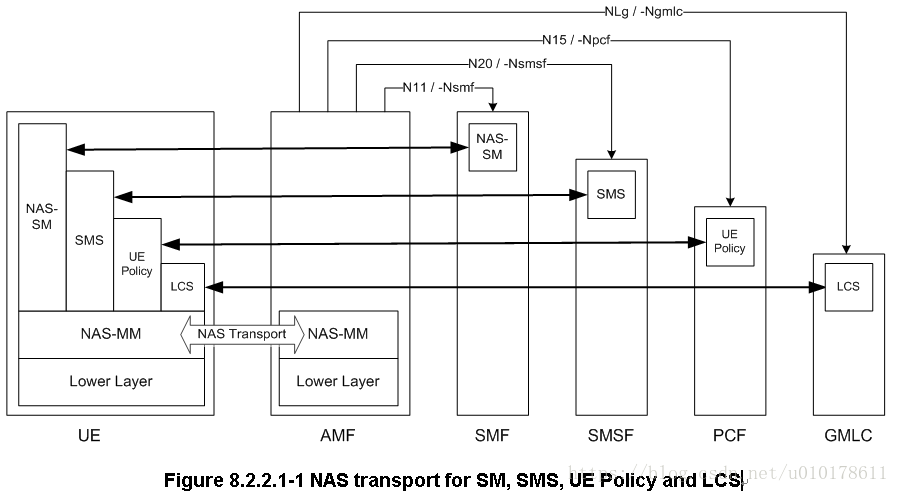 NLg / -Ngmlc
N15 / -Npcf
N20 / -Nsmsf
N11 / -Nsmf
NAS-
SM
SMS
UE
Policy
LCS
NAS-MM
Lower Layer
NAS Transport
NAS-MM
Lower Layer
NAS-
SM
SMS
UE
Policy
LCS
UE
AMF
SMF
SMSF
PCF
GMLC
Figure 8.2.2.1-1 NAS transport for SM, SMS, UE Policy and LCS
https://blog.csdn.net/u010178611